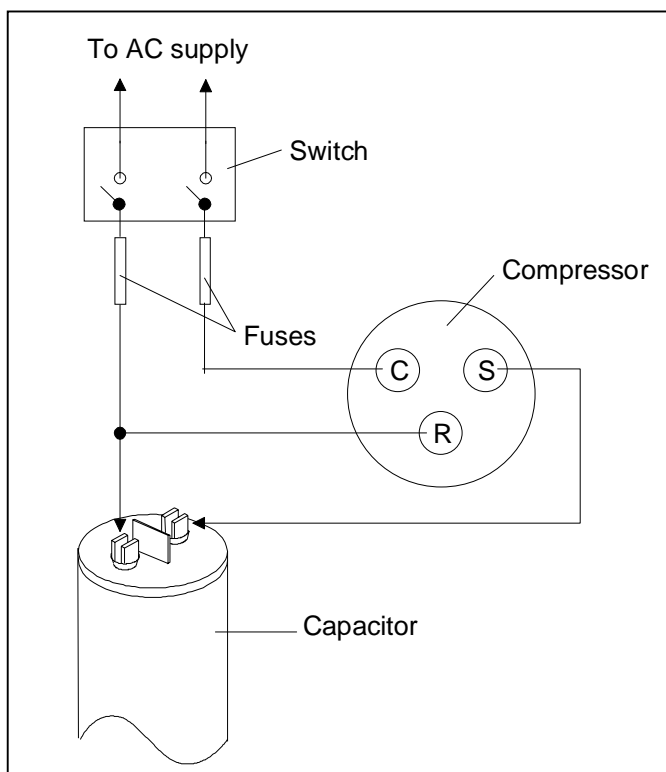 To AC supply
Switch
Compressor
Fuses
C
S
R
Capacitor